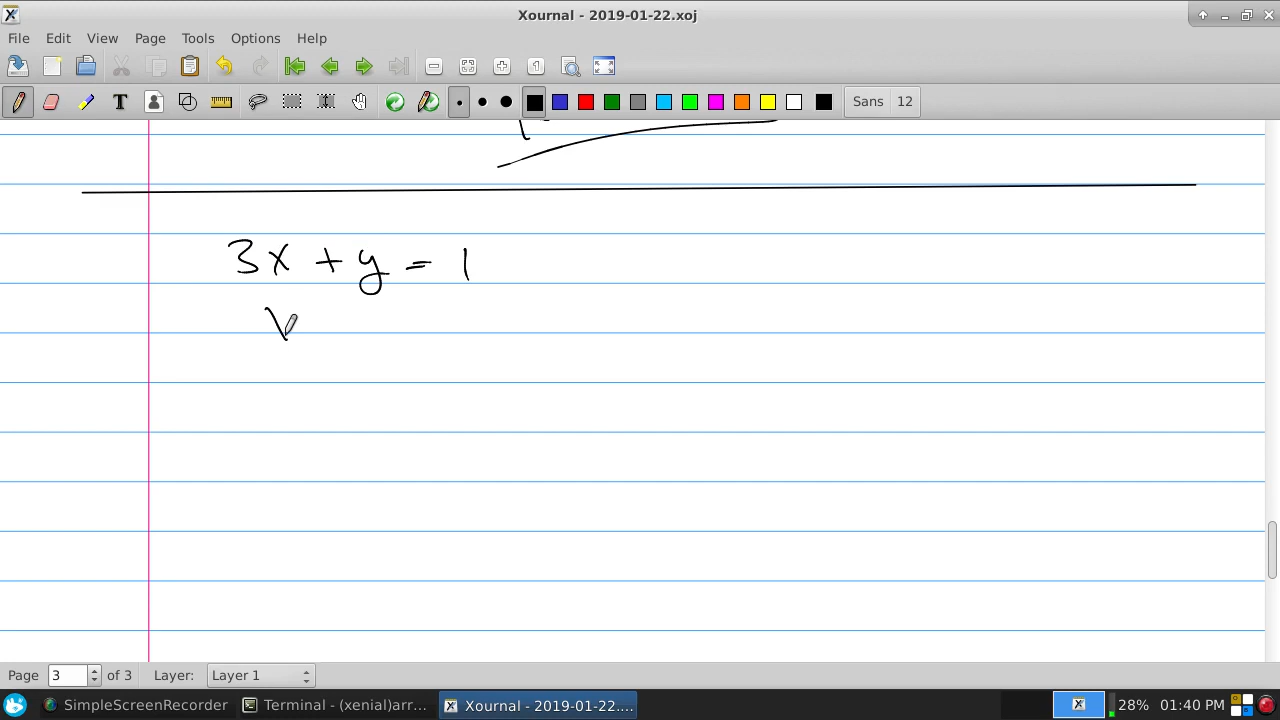 Xournal - 2019-01-22.xoj
File Edit View Page Tools Options Help
Sans 12
3x + y = 1
Page 3 of 3 Layer: Layer 1
SimpleScreenRecorder Terminal - (xenial)arr... Xournal - 2019-01-22.... 28% 01:40 PM